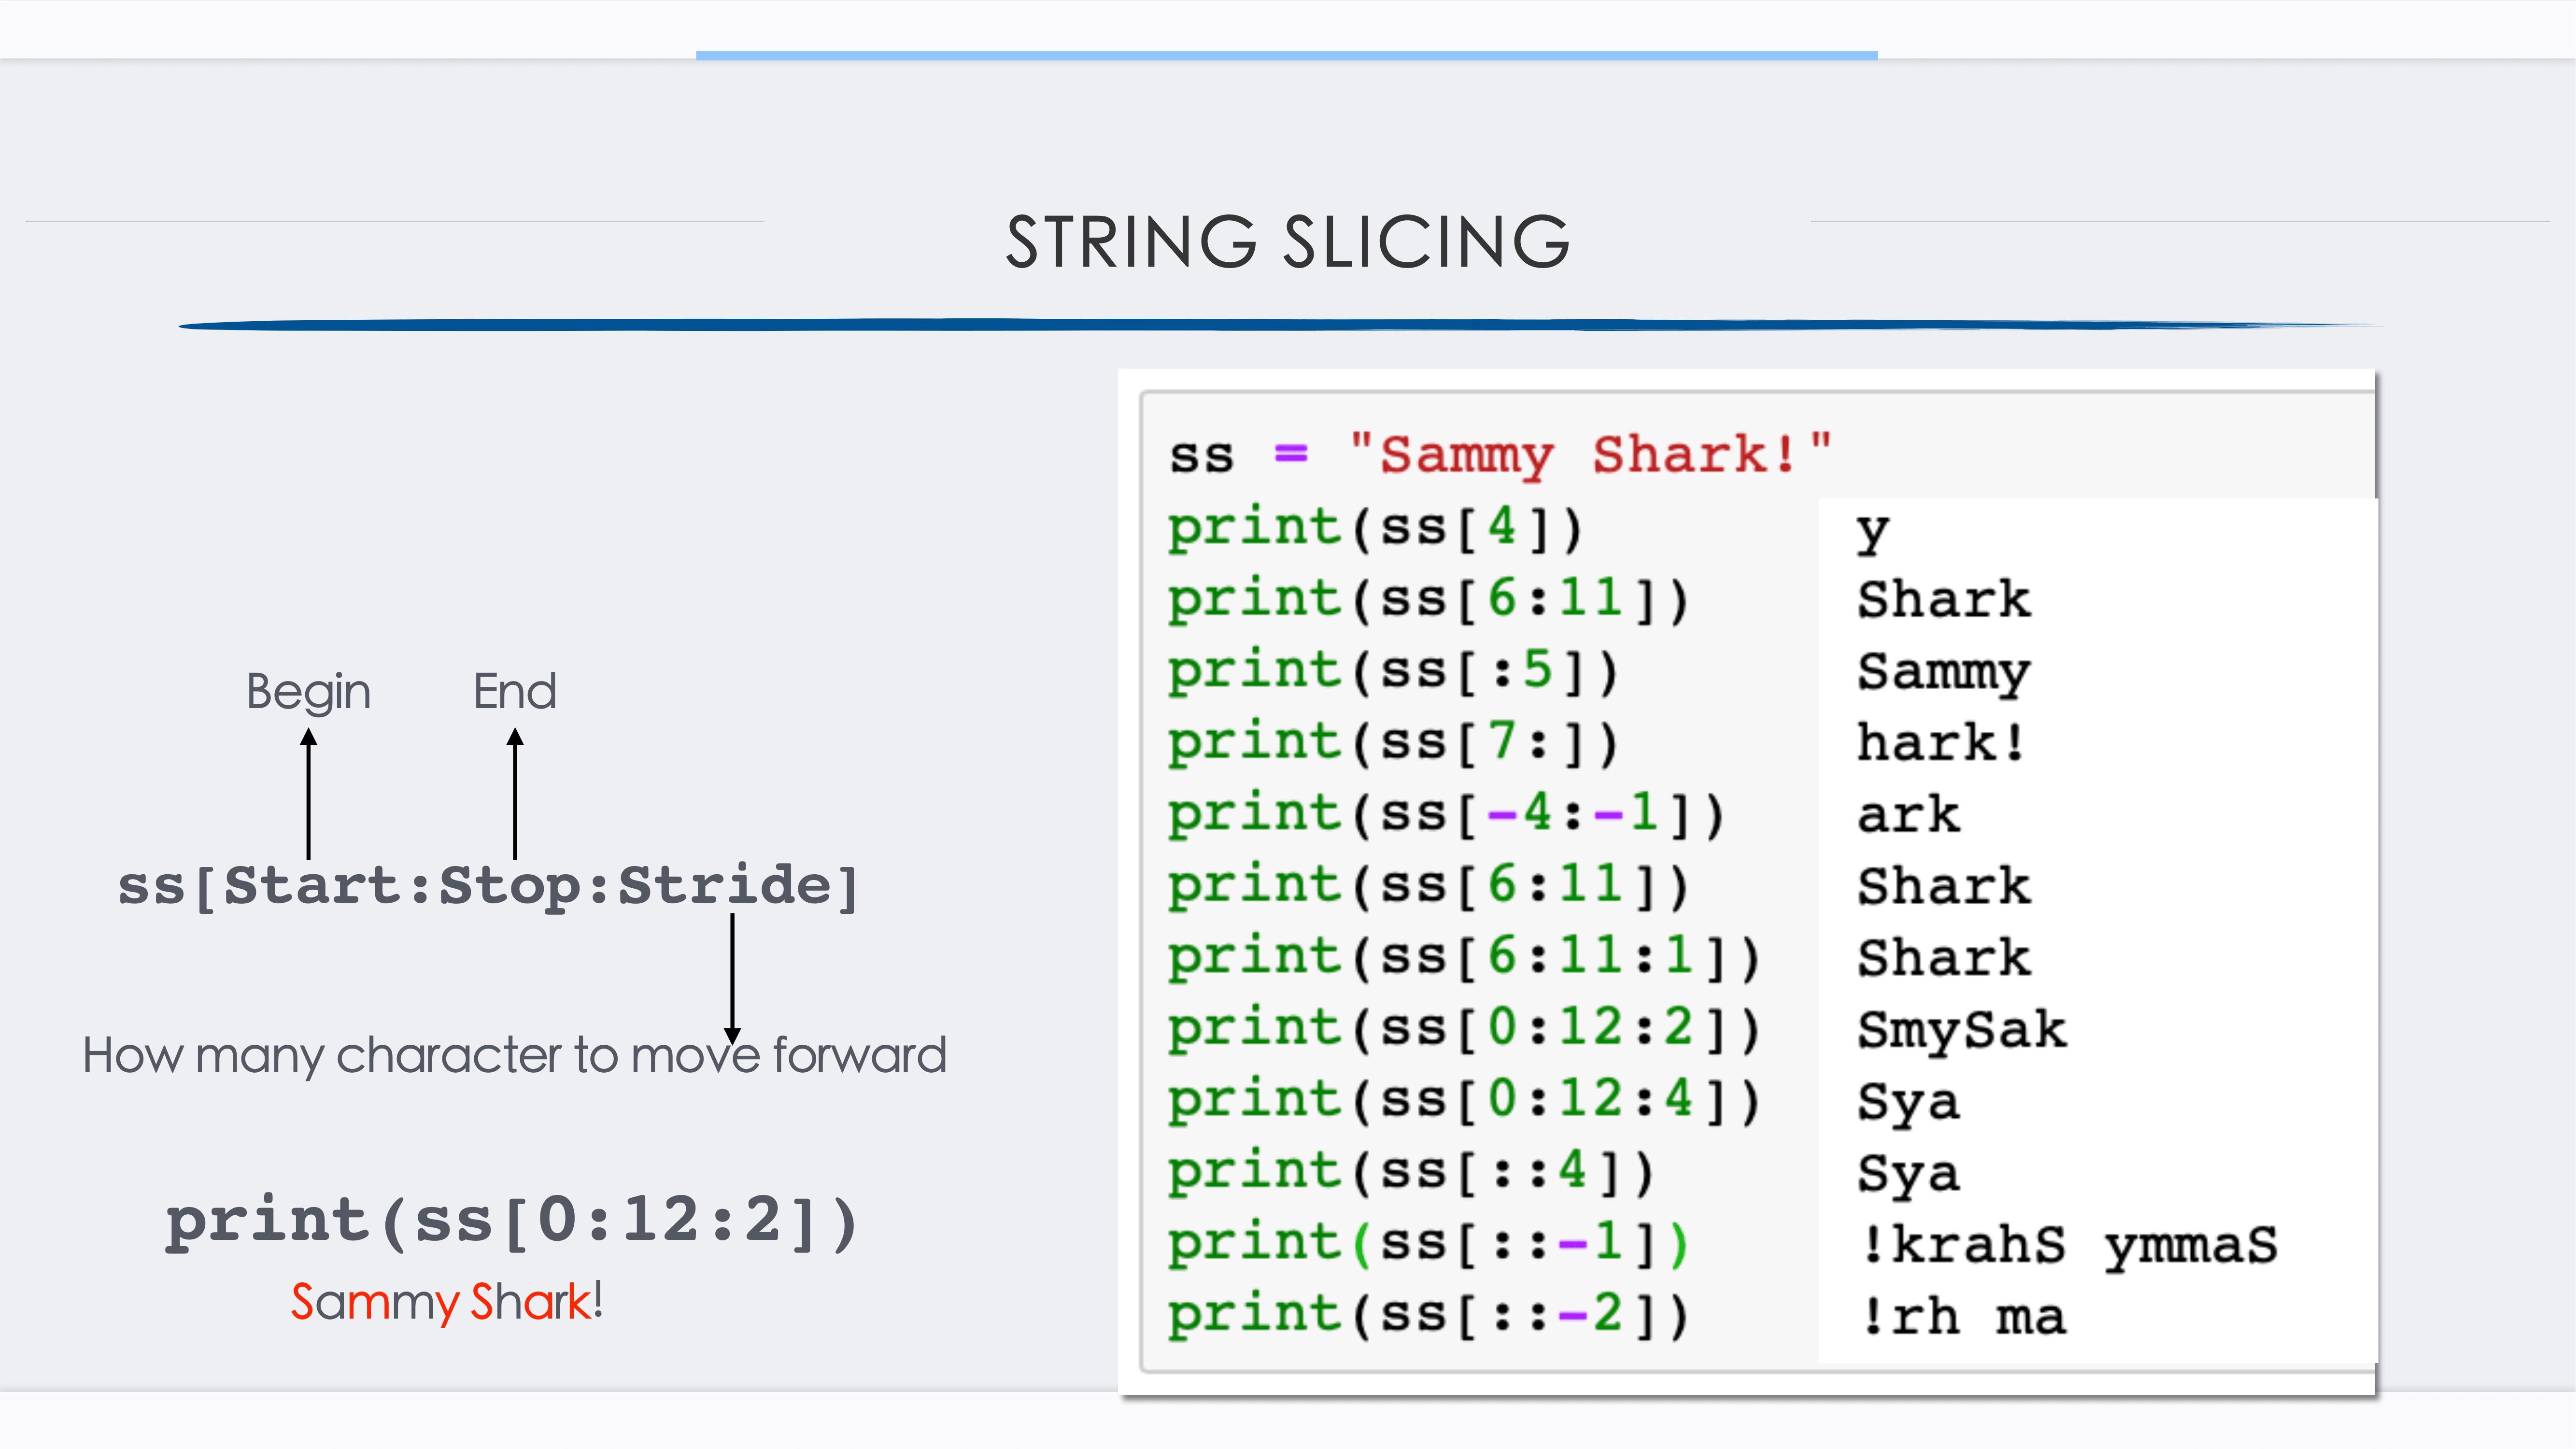 STRING SLICING
Begin End
ss[Start:Stop:Stride]
How many character to move forward
print(ss[0:12:2])
Sammy Shark!
ss = "Sammy Shark!"
print(ss[4]) y
print(ss[6:11]) Shark
print(ss[:5]) Sammy
print(ss[7:]) hark!
print(ss[-4:-1]) ark
print(ss[6:11]) Shark
print(ss[6:11:1]) Shark
print(ss[0:12:2]) SmySak
print(ss[0:12:4]) Sya
print(ss[::4]) Sya
print(ss[::-1]) !krahS ymmaS
print(ss[::-2]) !rh ma